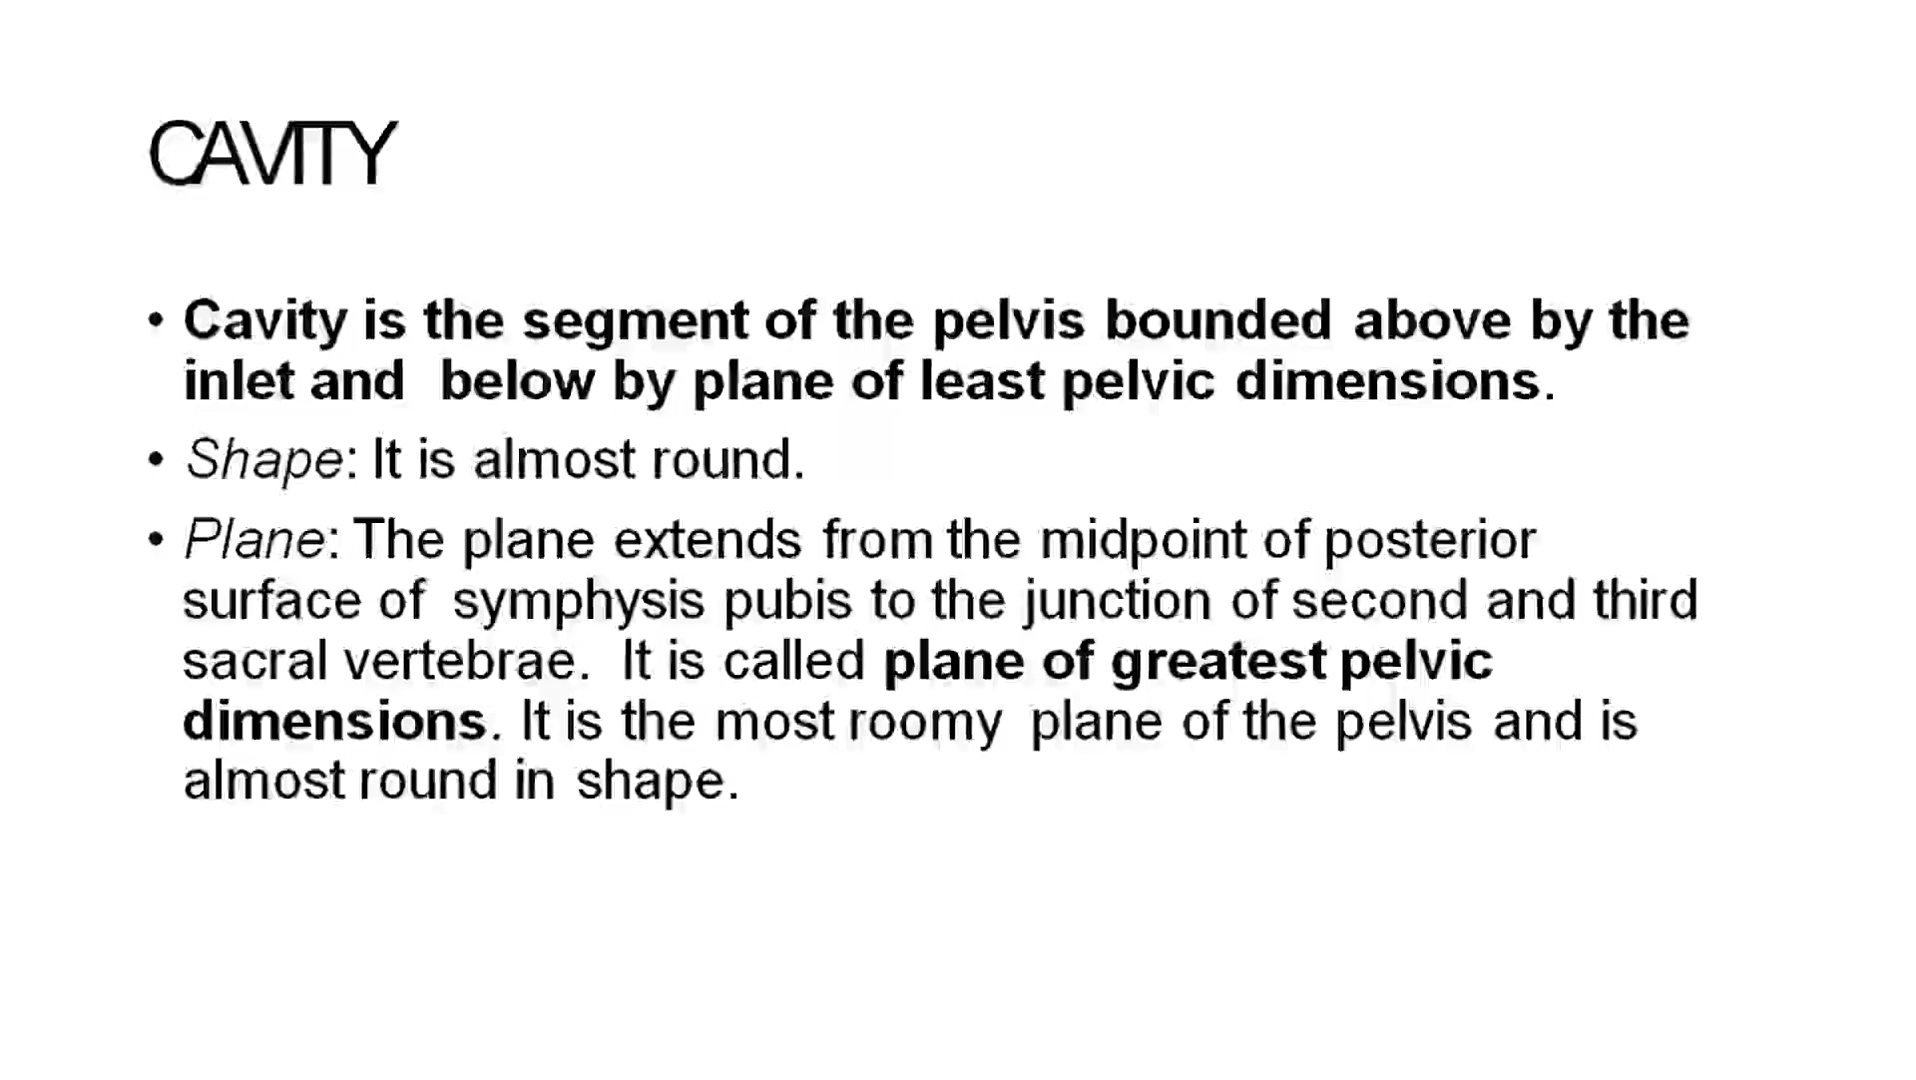 CAVITY
• Cavity is the segment of the pelvis bounded above by the
inlet and below by plane of least pelvic dimensions.
• Shape: It is almost round.
• Plane: The plane extends from the midpoint of posterior
surface of symphysis pubis to the junction of second and third
sacral vertebrae. It is called plane of greatest pelvic
dimensions. It is the most roomy plane of the pelvis and is
almost round in shape.